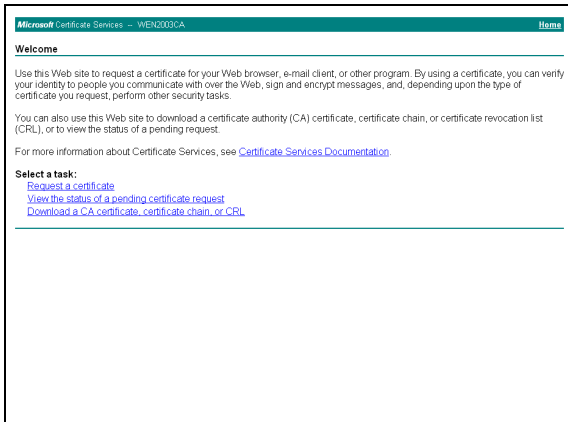 Microsoft Certificate Services -- WEN2003CA Home
Welcome
Use this Web site to request a certificate for your Web browser, e-mail client, or other program. By using a certificate, you can verify
your identity to people you communicate with over the Web, sign and encrypt messages, and, depending upon the type of
certificate you request, perform other security tasks.
You can also use this Web site to download a certificate authority (CA) certificate, certificate chain, or certificate revocation list
(CRL), or to view the status of a pending request.
For more information about Certificate Services, see Certificate Services Documentation.
Select a task:
Request a certificate
View the status of a pending certificate request
Download a CA certificate, certificate chain, or CRL